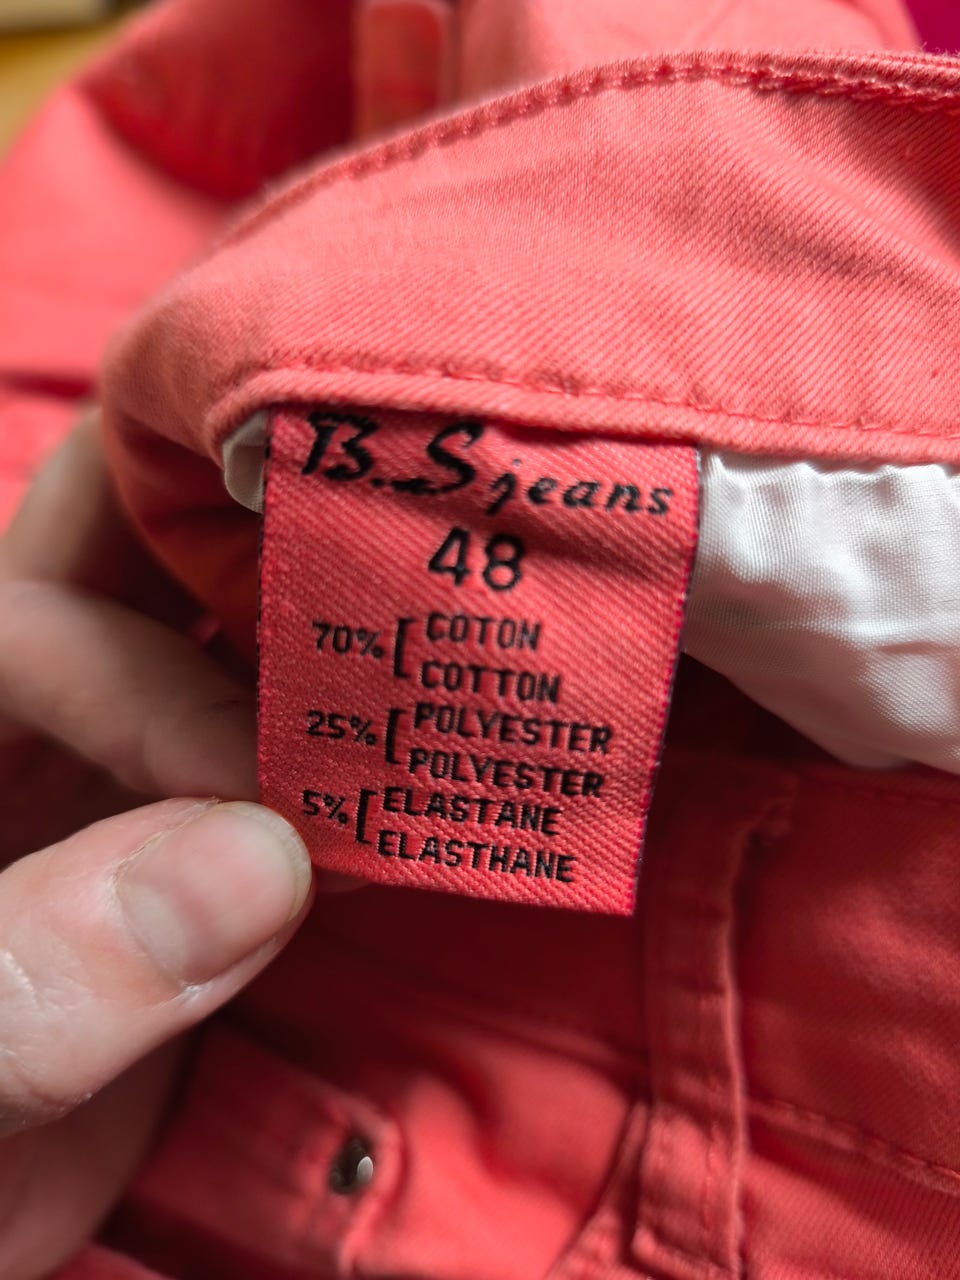 B.S jeans
48
70% [ COTON
COTTON
25% [ POLYESTER
POLYESTER
5% [ ELASTANE
ELASTHANE